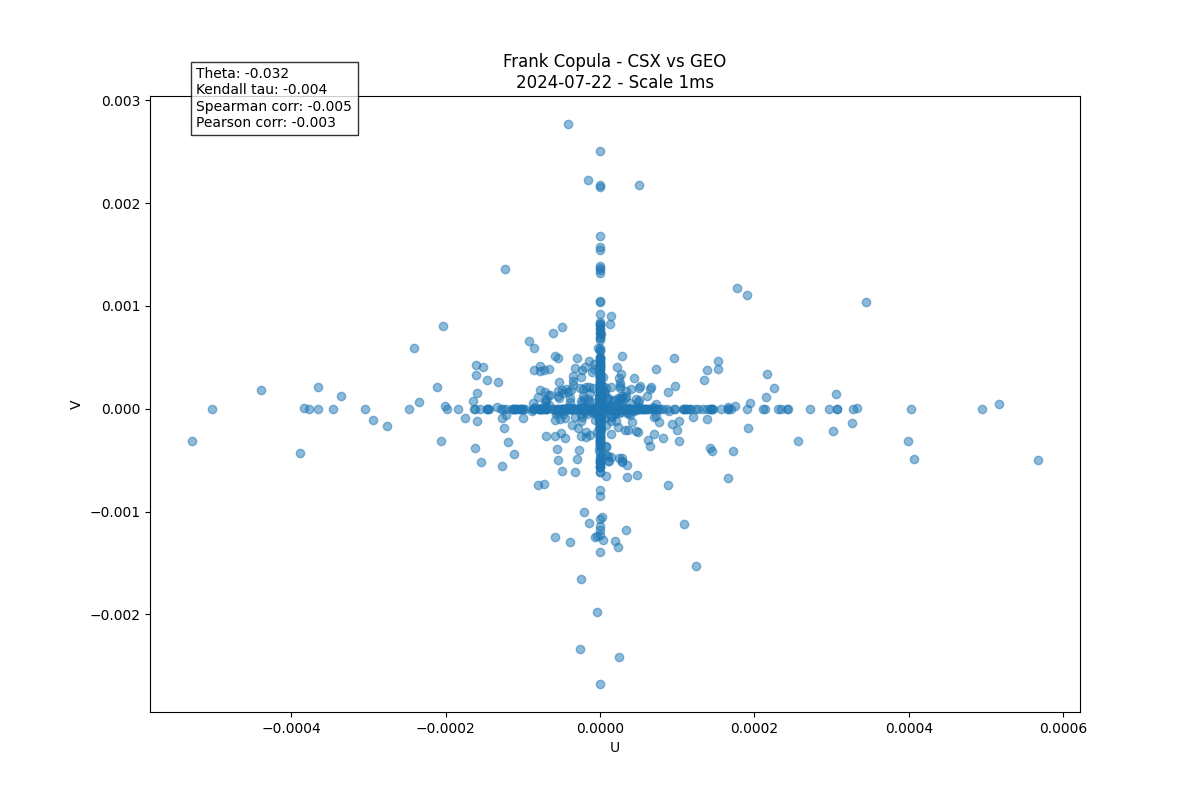 Frank Copula - CSX vs GEO
2024-07-22 - Scale 1ms
Theta: -0.032
Kendall tau: -0.004
Spearman corr: -0.005
Pearson corr: -0.003
0.003
0.002
0.001
0.000
−0.001
−0.002
V
−0.0004 −0.0002 0.0000 0.0002 0.0004 0.0006
U